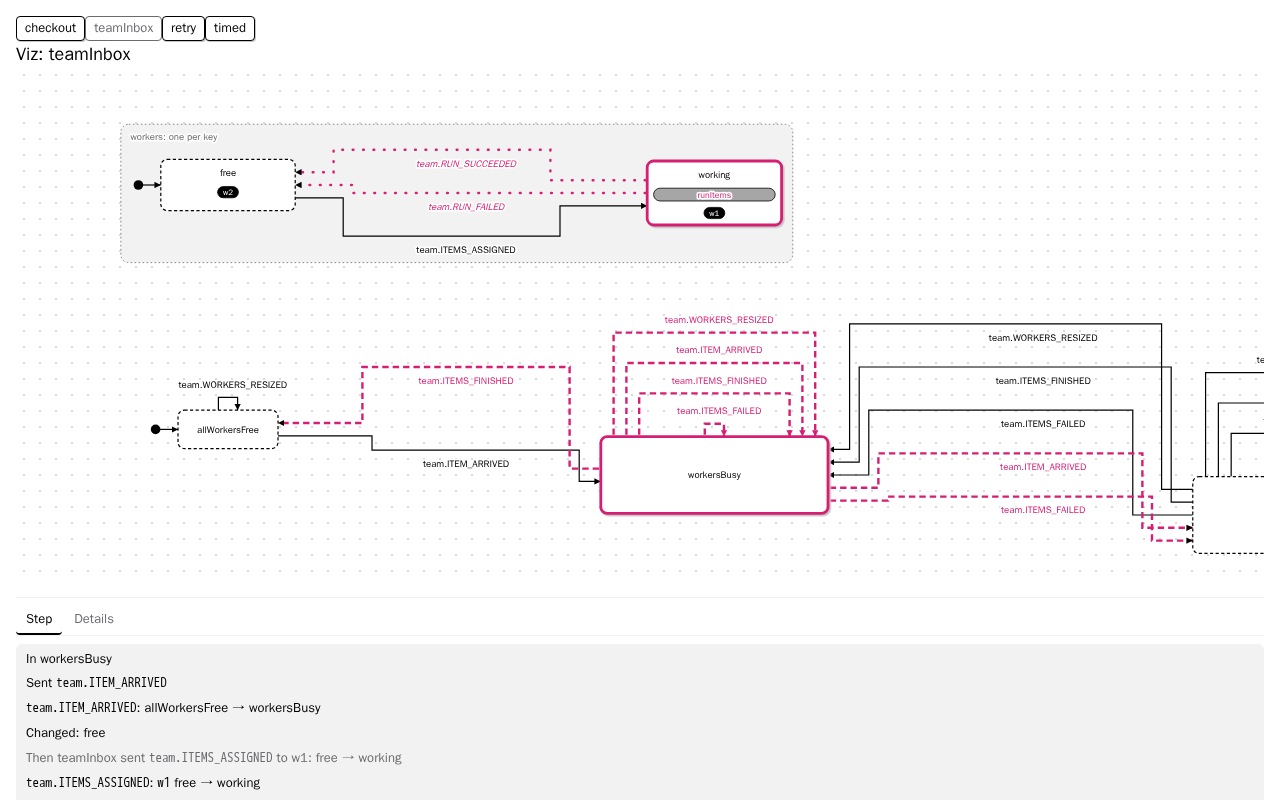 checkout teamInbox retry timed
Viz: teamInbox
workers: one per key
team.RUN_SUCCEEDED
free
w2
working
runItems
w1
team.RUN_FAILED
team.ITEMS_ASSIGNED
team.WORKERS_RESIZED
team.WORKERS_RESIZED
team.ITEM_ARRIVED
team.ITEMS_FINISHED
team.ITEMS_FINISHED
team.ITEMS_FINISHED
team.WORKERS_RESIZED
team.ITEMS_FAILED
team.ITEMS_FAILED
allWorkersFree
team.ITEM_ARRIVED
team.ITEM_ARRIVED
workersBusy
team.ITEMS_FAILED
Step Details
In workersBusy
Sent team.ITEM_ARRIVED
team.ITEM_ARRIVED: allWorkersFree → workersBusy
Changed: free
Then teamInbox sent team.ITEMS_ASSIGNED to w1: free → working
team.ITEMS_ASSIGNED: w1 free → working